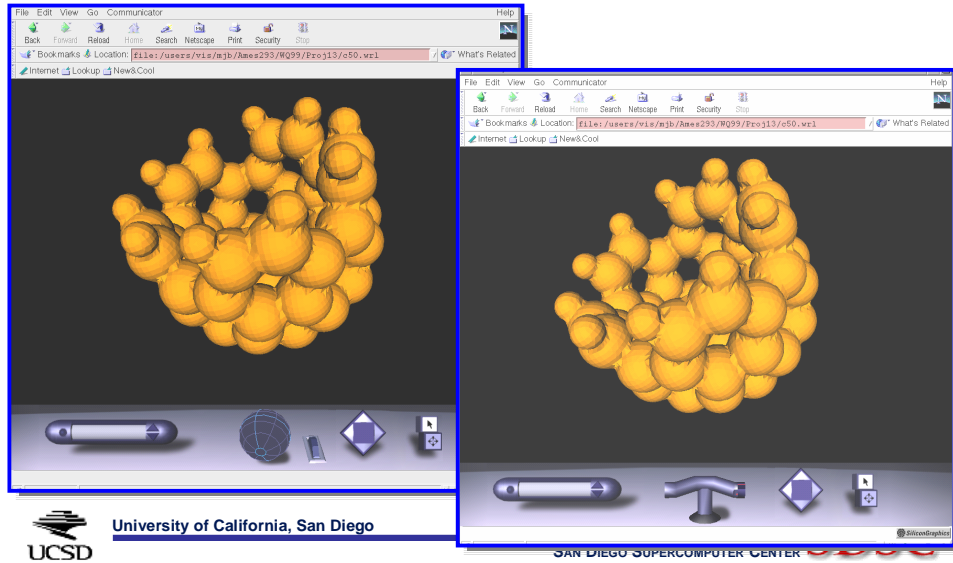 File Edit View Go Communicator Help
Back Forward Reload Home Search Netscape Print Security Stop
Bookmarks Location: file:/users/vis/mjb/Ames293/WQ99/Proj13/c50.wrl What's Related
Internet Lookup New&Cool
File Edit View Go Communicator Help
Back Forward Reload Home Search Netscape Print Security Stop
Bookmarks Location: file:/users/vis/mjb/Ames293/WQ99/Proj13/c50.wrl What's Related
Internet Lookup New&Cool
SiliconGraphics
University of California, San Diego
UCSD
SAN DIEGO SUPERCOMPUTER CENTER